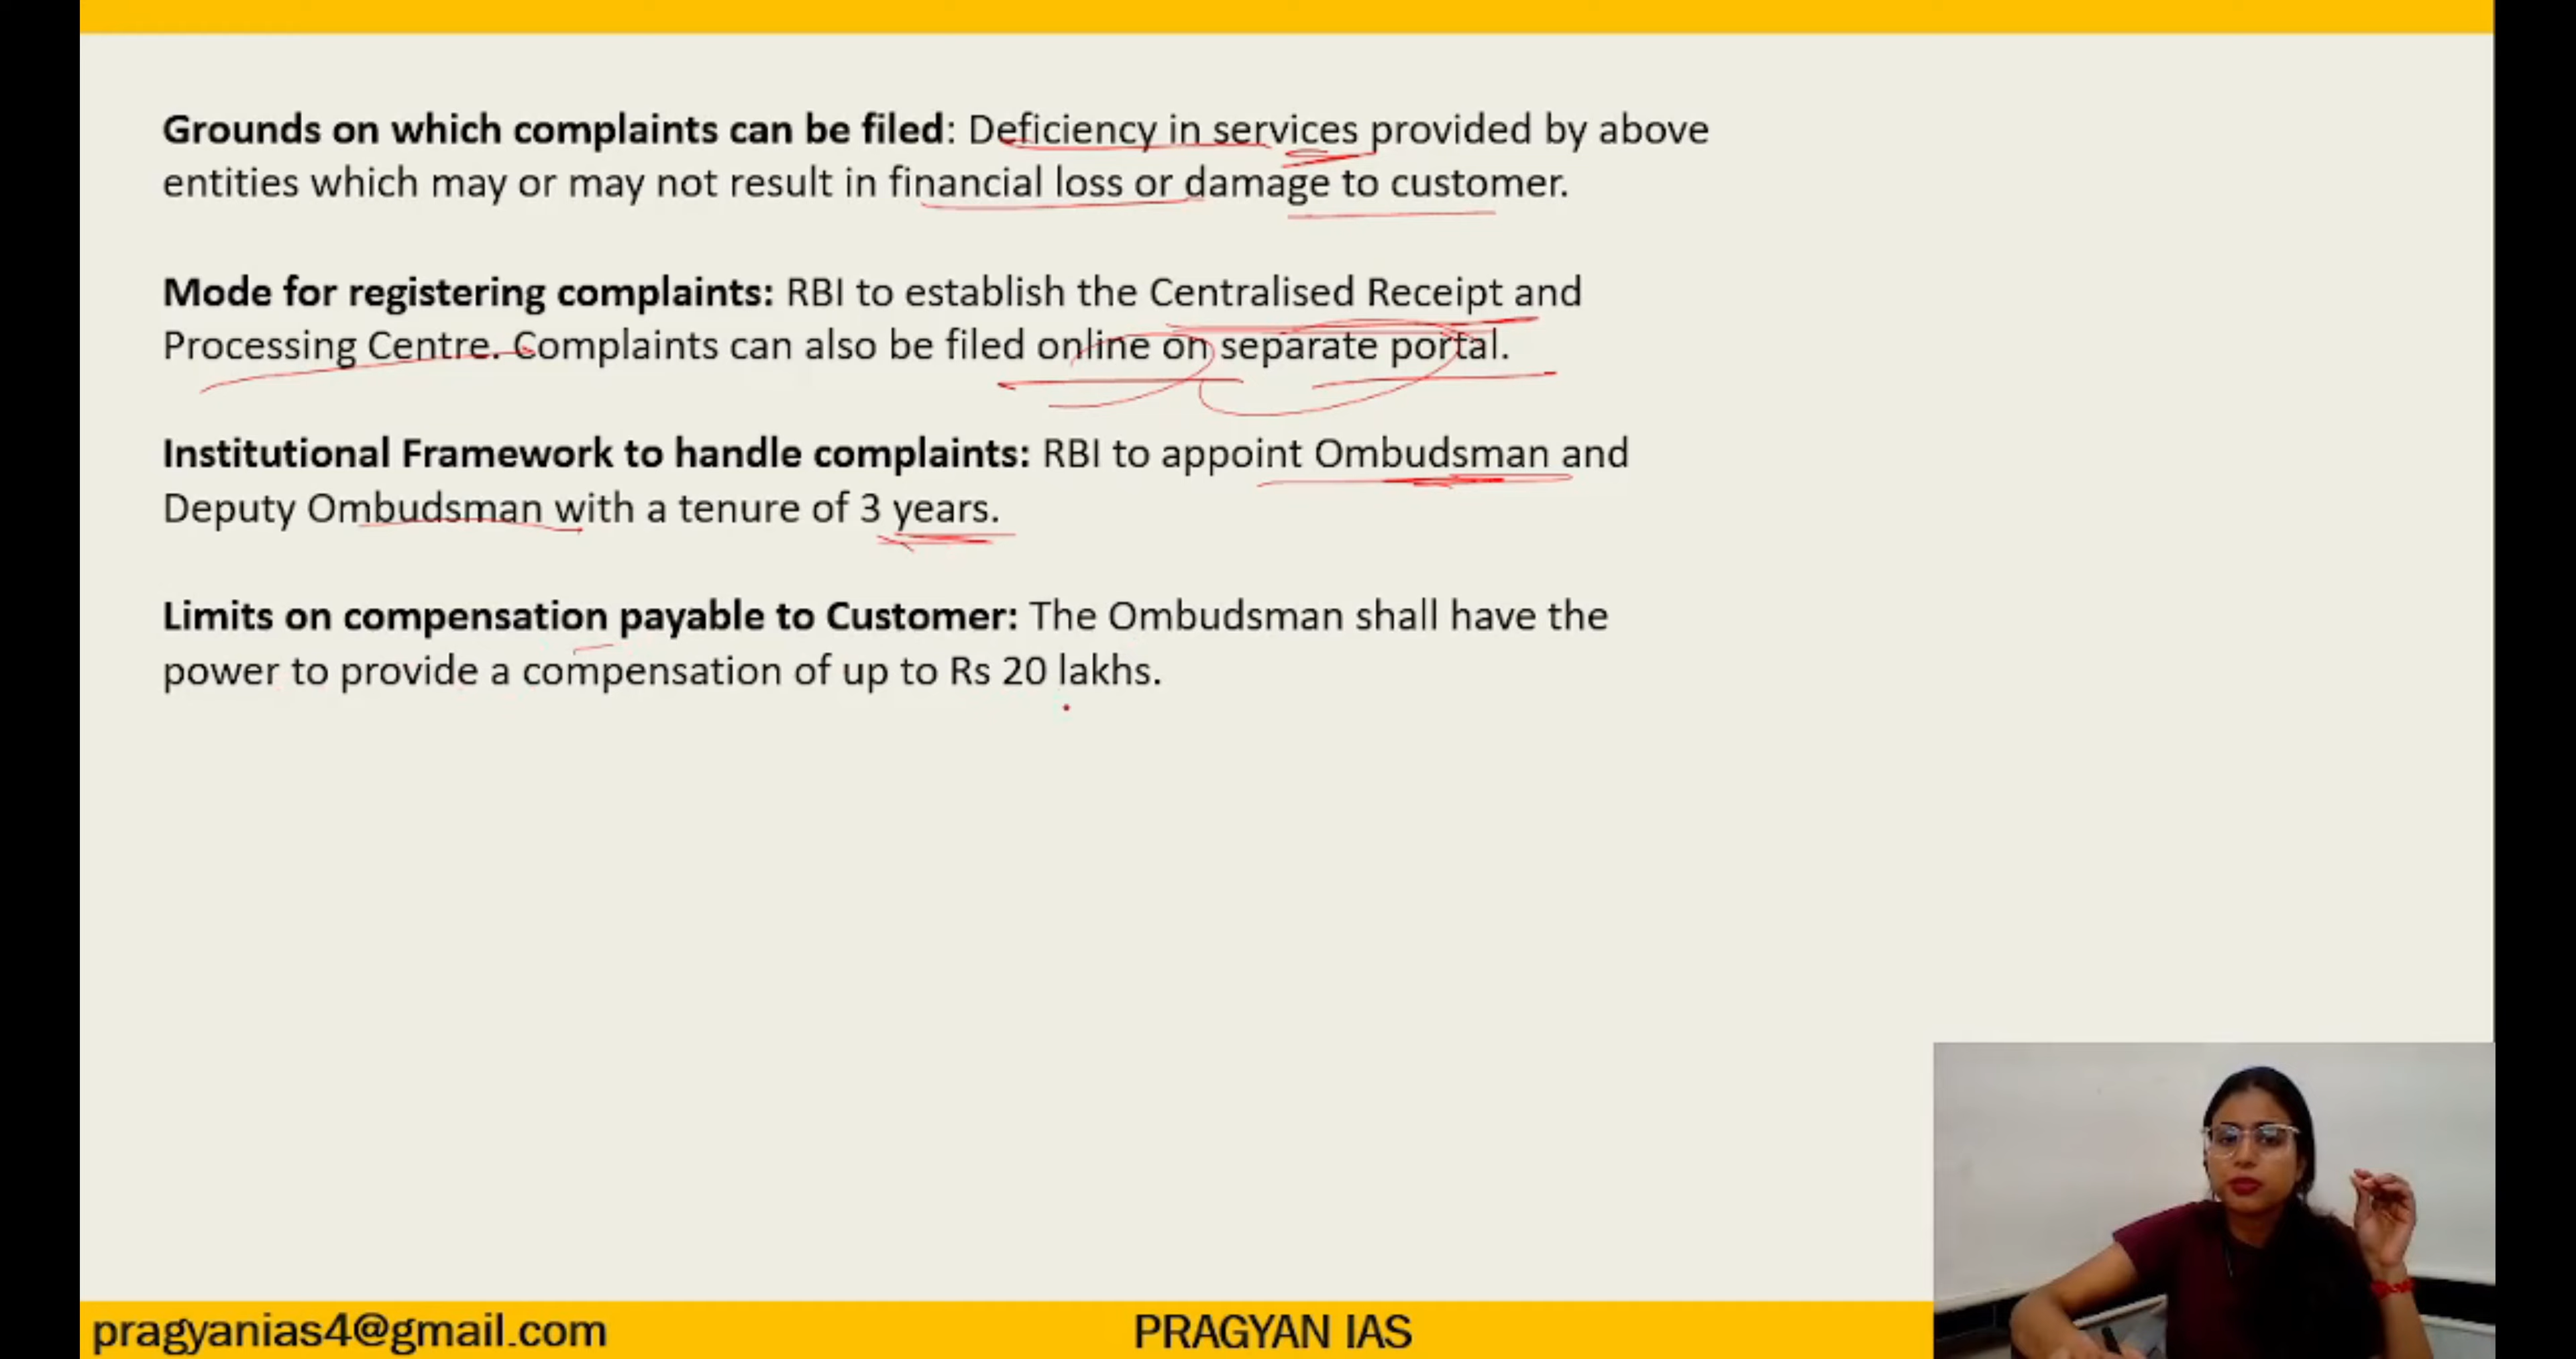 Grounds on which complaints can be filed: Deficiency in services provided by above
entities which may or may not result in financial loss or damage to customer.
Mode for registering complaints: RBI to establish the Centralised Receipt and
Processing Centre. Complaints can also be filed online on separate portal.
Institutional Framework to handle complaints: RBI to appoint Ombudsman and
Deputy Ombudsman with a tenure of 3 years.
Limits on compensation payable to Customer: The Ombudsman shall have the
power to provide a compensation of up to Rs 20 lakhs.
pragyanias4@gmail.com
PRAGYAN IAS